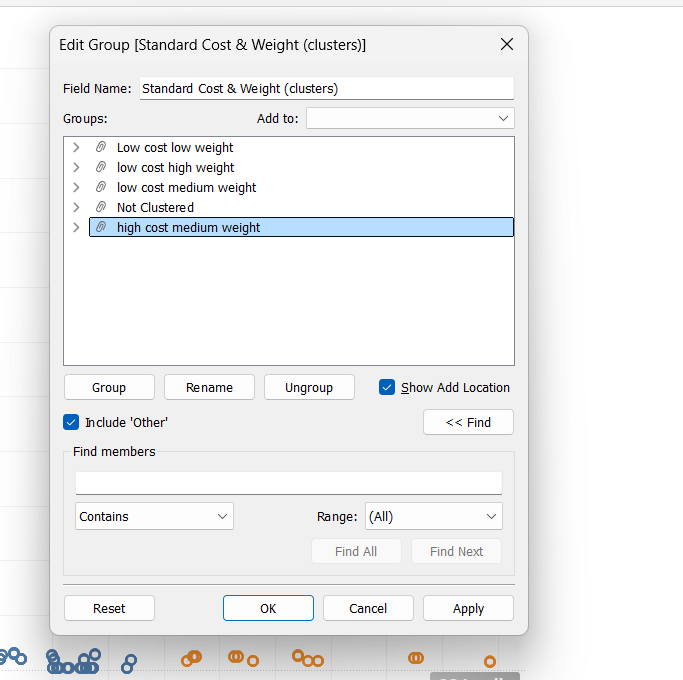 Edit Group [Standard Cost & Weight (clusters)]
Field Name: Standard Cost & Weight (clusters)
Groups: Add to:
Low cost low weight
low cost high weight
low cost medium weight
Not Clustered
high cost medium weight
Group Rename Ungroup Show Add Location
Include 'Other' << Find
Find members
Contains Range: (All)
Find All Find Next
Reset OK Cancel Apply